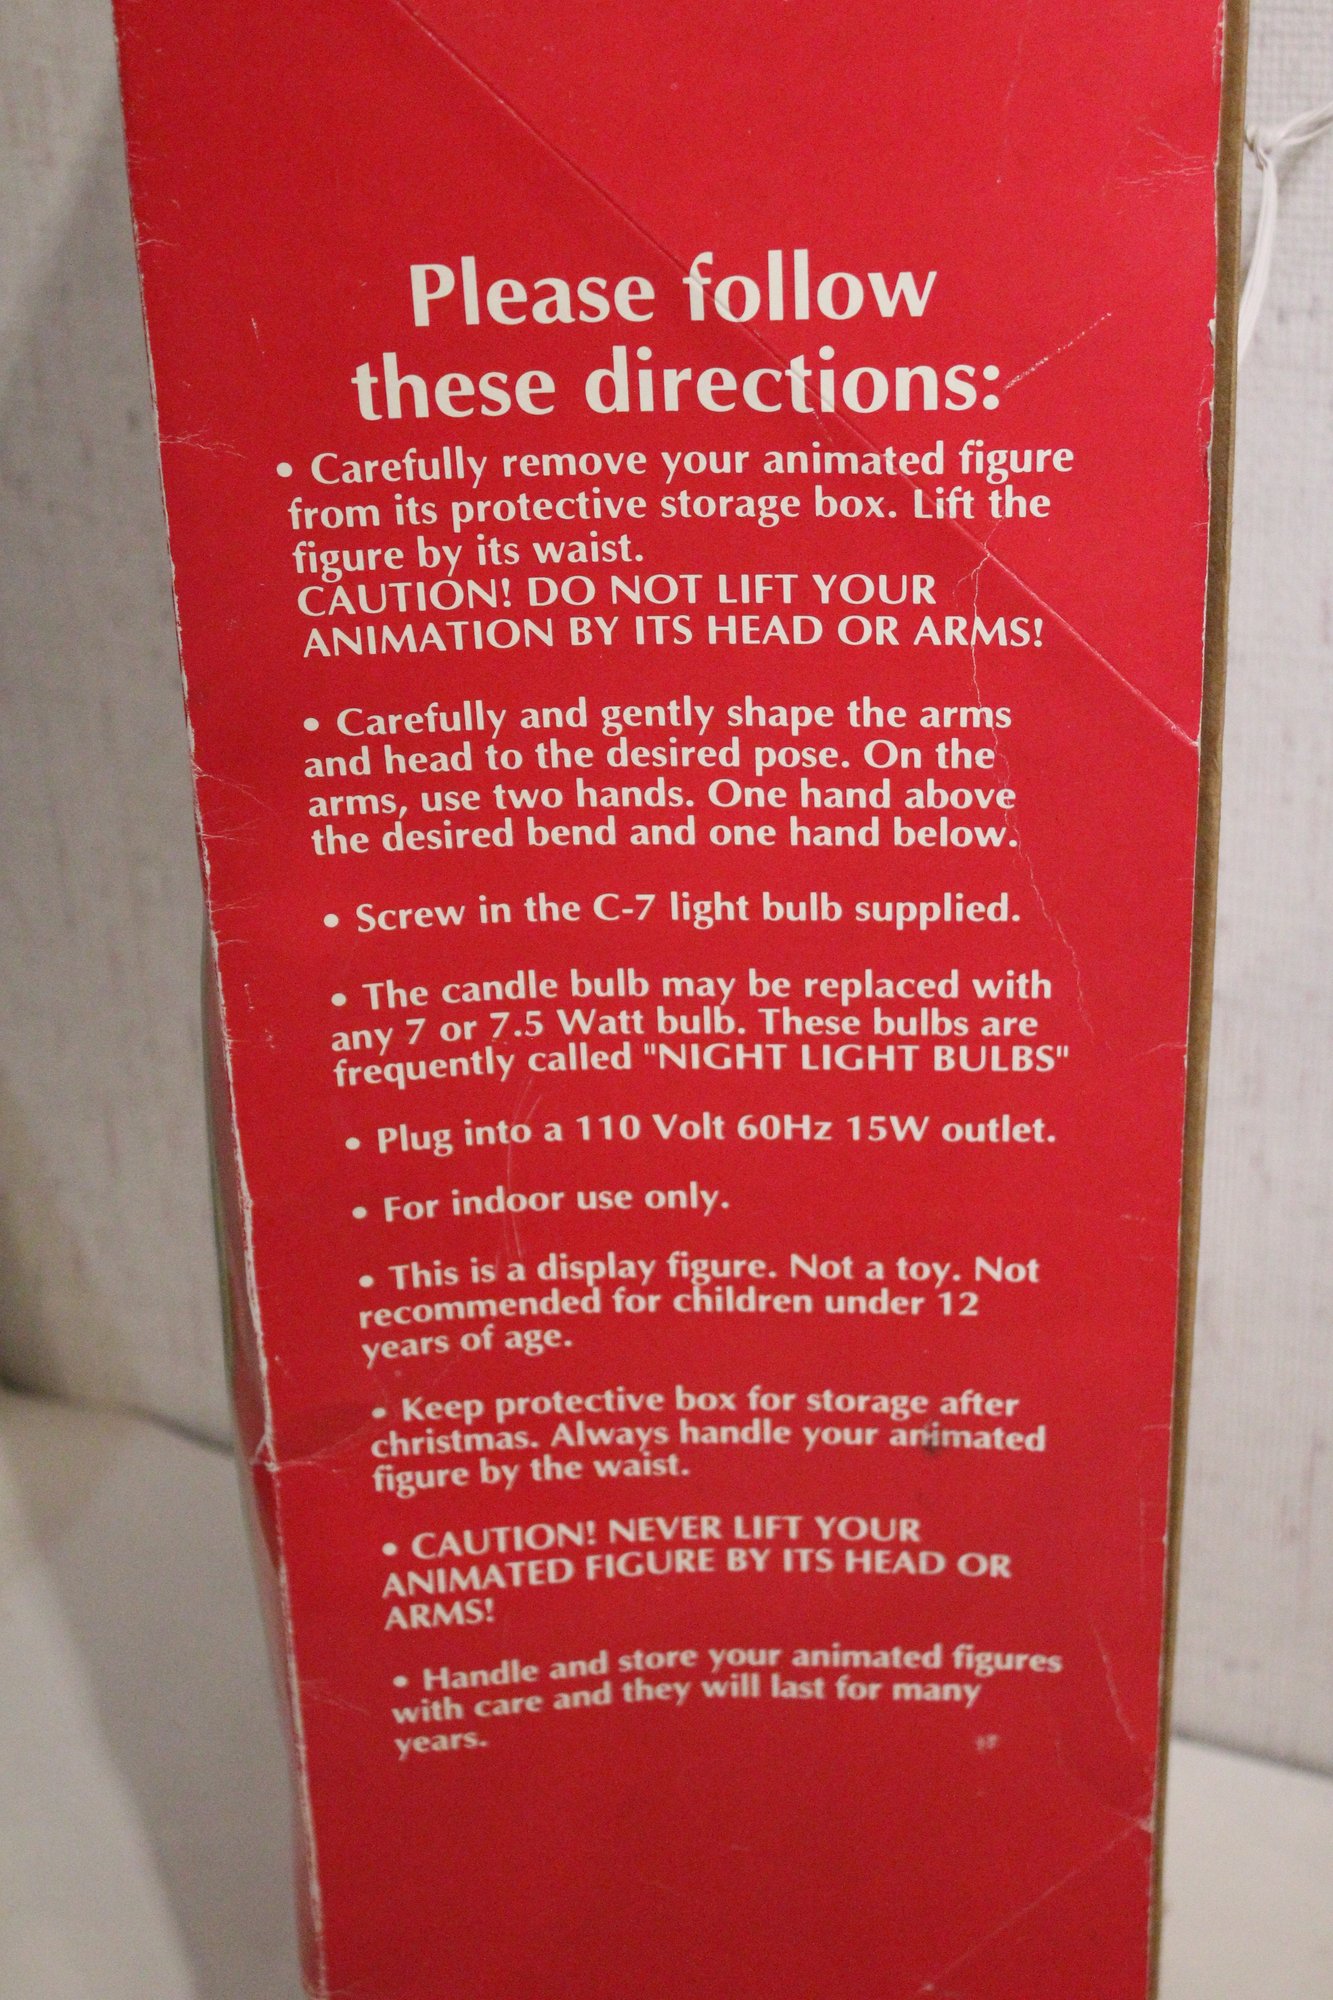 Please follow
these directions:
• Carefully remove your animated figure
from its protective storage box. Lift the
figure by its waist.
CAUTION! DO NOT LIFT YOUR
ANIMATION BY ITS HEAD OR ARMS!
• Carefully and gently shape the arms
and head to the desired pose. On the
arms, use two hands. One hand above
the desired bend and one hand below.
• Screw in the C-7 light bulb supplied.
• The candle bulb may be replaced with
any 7 or 7.5 Watt bulb. These bulbs are
frequently called "NIGHT LIGHT BULBS"
• Plug into a 110 Volt 60Hz 15W outlet.
• For indoor use only.
• This is a display figure. Not a toy. Not
recommended for children under 12
years of age.
• Keep protective box for storage after
christmas. Always handle your animated
figure by the waist.
• CAUTION! NEVER LIFT YOUR
ANIMATED FIGURE BY ITS HEAD OR
ARMS!
• Handle and store your animated figures
with care and they will last for many
years.